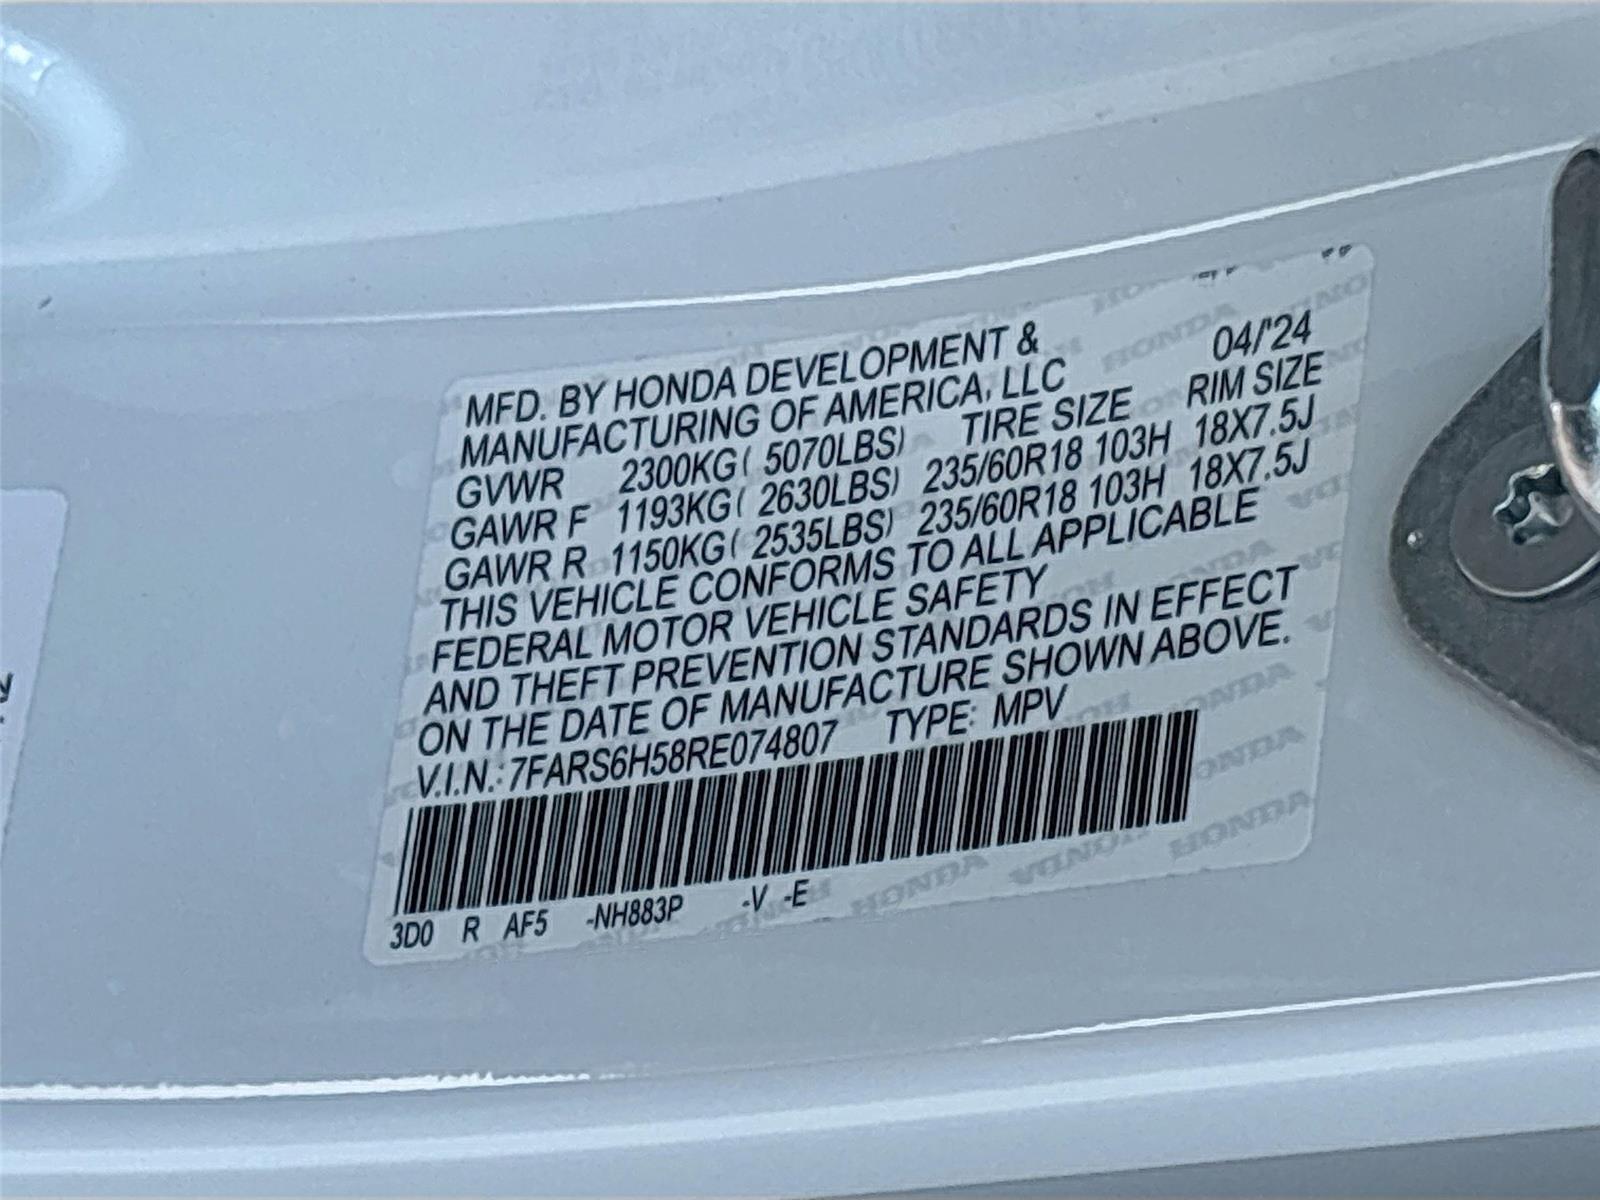 MFD. BY HONDA DEVELOPMENT & 04/'24
MANUFACTURING OF AMERICA, LLC
GVWR 2300KG( 5070LBS) TIRE SIZE RIM SIZE
GAWR F 1193KG( 2630LBS) 235/60R18 103H 18X7.5J
GAWR R 1150KG( 2535LBS) 235/60R18 103H 18X7.5J
THIS VEHICLE CONFORMS TO ALL APPLICABLE
FEDERAL MOTOR VEHICLE SAFETY
AND THEFT PREVENTION STANDARDS IN EFFECT
ON THE DATE OF MANUFACTURE SHOWN ABOVE.
V.I.N.: 7FARS6H58RE074807 TYPE: MPV
3D0 R AF5 -NH883P -V -E